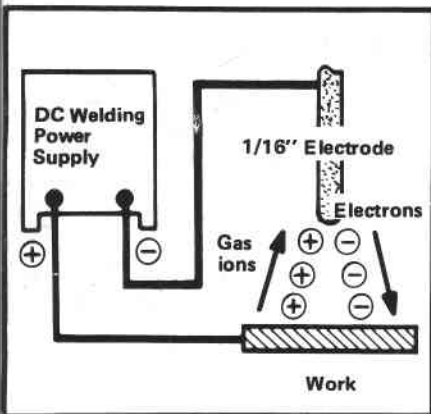 DC Welding
Power
Supply
1/16" Electrode
Electrons
Gas
ions
+
−
+
−
+
−
+
−
Work